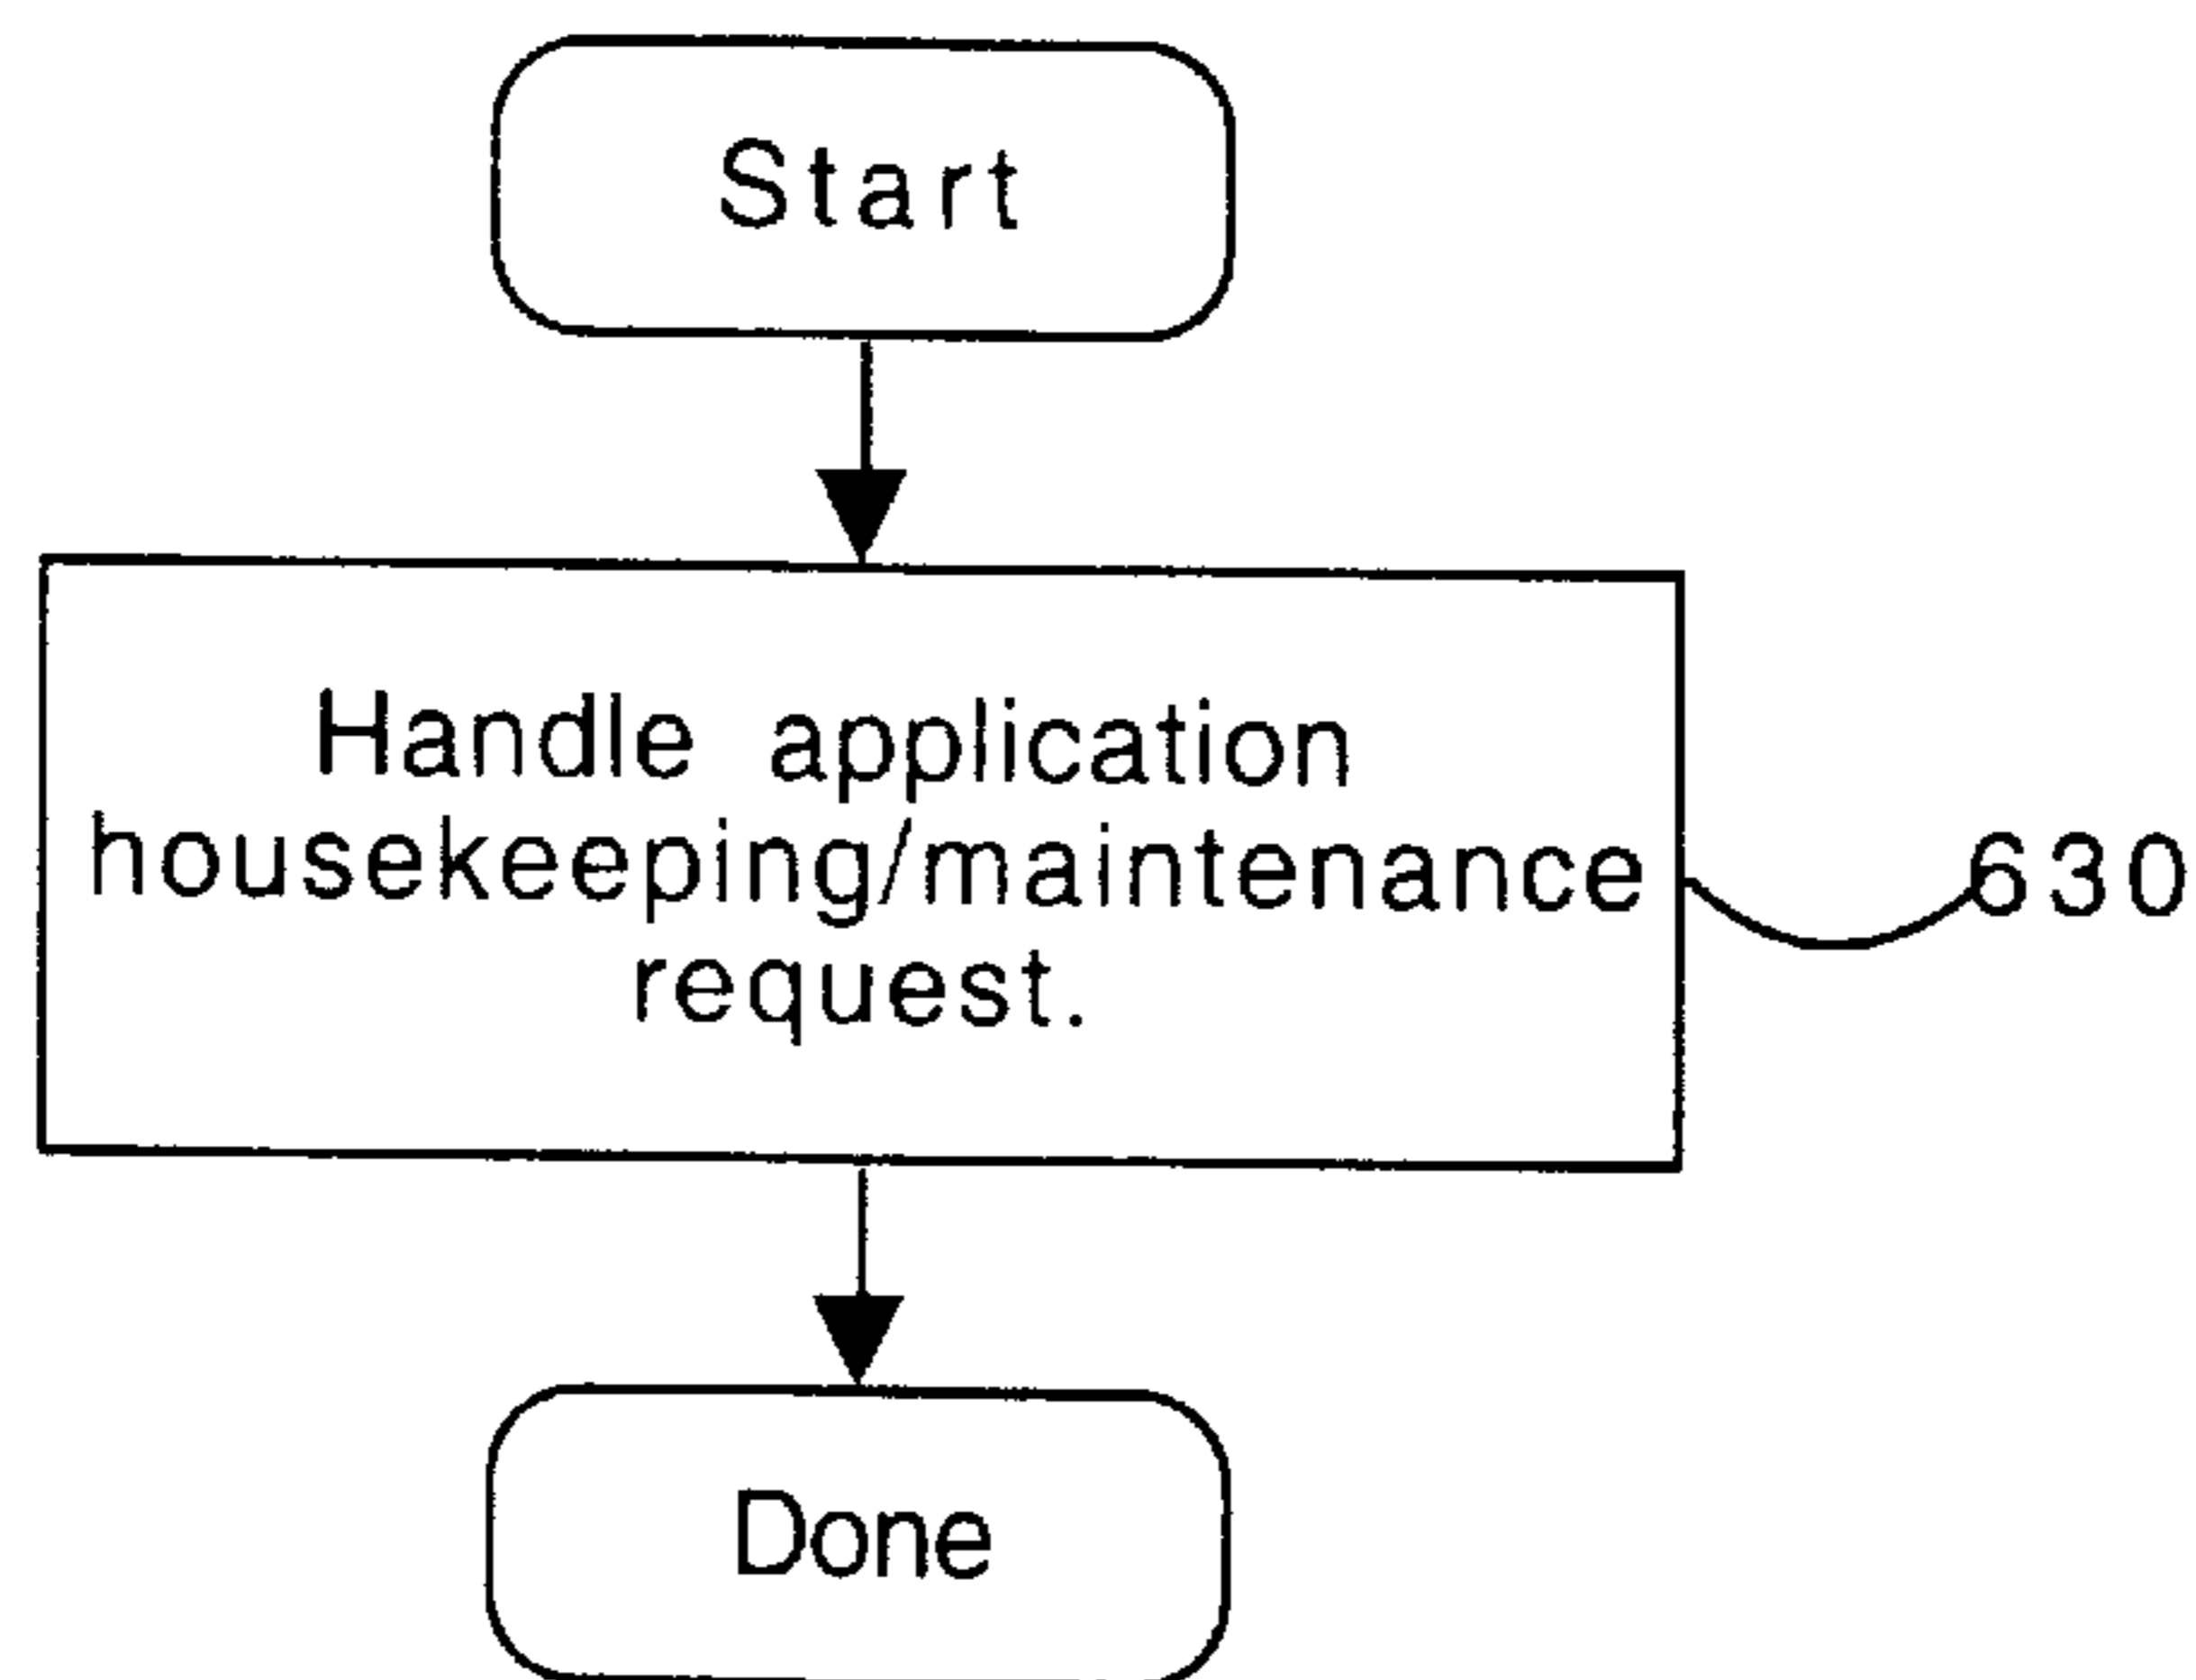 Start
Handle application
housekeeping/maintenance
request.
630
Done